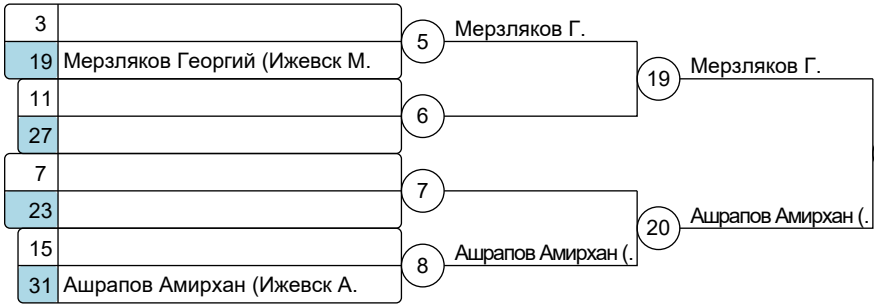 3
19 Мерзляков Георгий (Ижевск М.
11
27
7
23
15
31 Ашрапов Амирхан (Ижевск А.
5 Мерзляков Г.
6
7
8 Ашрапов Амирхан (.
19 Мерзляков Г.
20 Ашрапов Амирхан (.